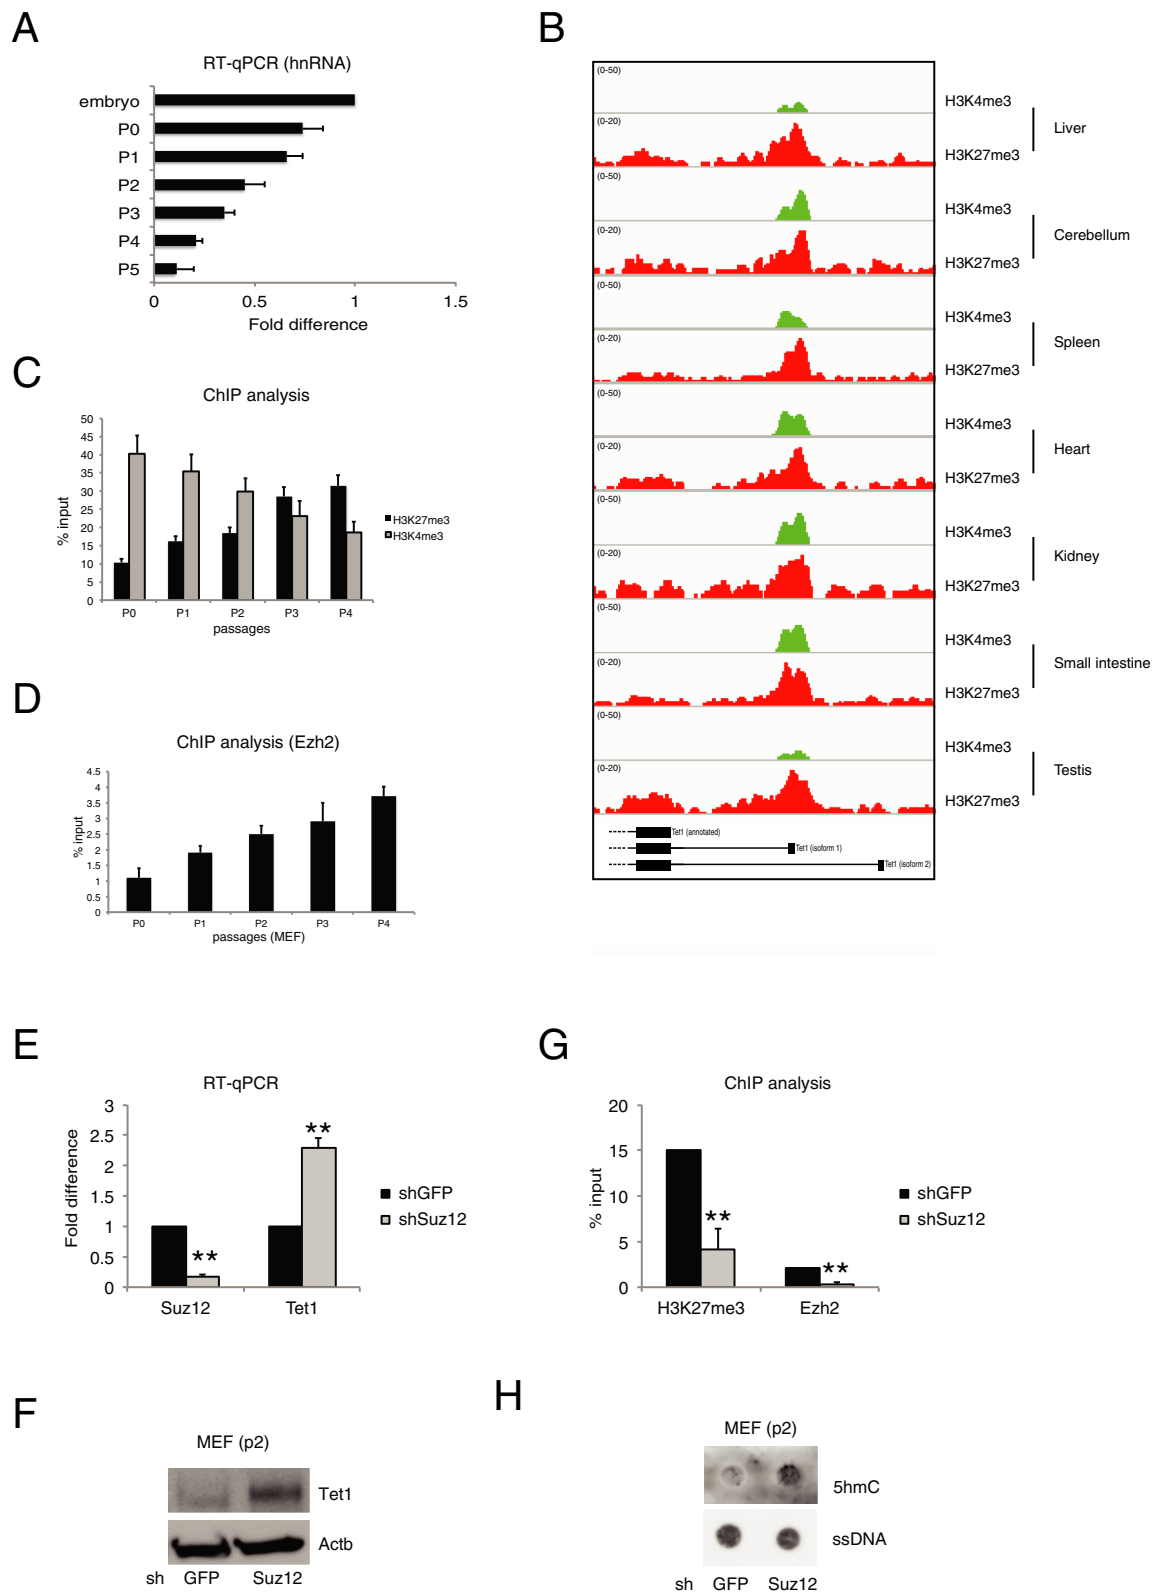 A
RT-qPCR (hnRNA)
embryo
P0
P1
P2
P3
P4
P5
0
0.5
1
1.5
Fold difference
B
(0-50)
H3K4me3
(0-20)
H3K27me3
Liver
(0-50)
H3K4me3
(0-20)
H3K27me3
Cerebellum
(0-50)
H3K4me3
(0-20)
H3K27me3
Spleen
(0-50)
H3K4me3
(0-20)
H3K27me3
Heart
(0-50)
H3K4me3
(0-20)
H3K27me3
Kidney
(0-50)
H3K4me3
(0-20)
H3K27me3
Small intestine
(0-50)
H3K4me3
(0-20)
H3K27me3
Testis
Tet1 (annotated)
Tet1 (isoform 1)
Tet1 (isoform 2)
C
ChIP analysis
50
45
40
35
30
25
20
15
10
5
0
% input
P0
P1
P2
P3
P4
passages
H3K27me3
H3K4me3
D
ChIP analysis (Ezh2)
4.5
4
3.5
3
2.5
2
1.5
1
0.5
0
% input
P0
P1
P2
P3
P4
passages (MEF)
E
RT-qPCR
3
2.5
2
1.5
1
0.5
0
Fold difference
**
**
Suz12
Tet1
shGFP
shSuz12
G
ChIP analysis
20
15
10
5
0
% input
**
**
H3K27me3
Ezh2
shGFP
shSuz12
F
MEF (p2)
Tet1
Actb
sh GFP Suz12
H
MEF (p2)
5hmC
ssDNA
sh GFP Suz12